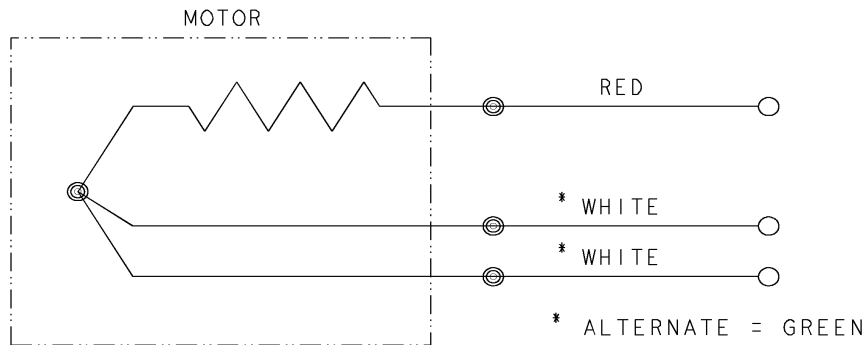 MOTOR
RED
* WHITE
* WHITE
* ALTERNATE = GREEN